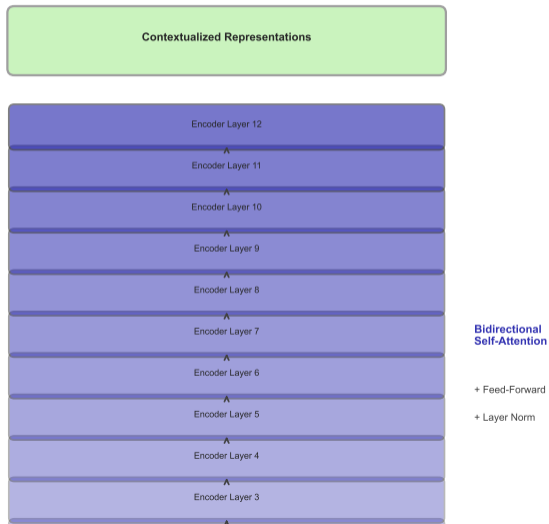 Contextualized Representations
Encoder Layer 12
Encoder Layer 11
Encoder Layer 10
Encoder Layer 9
Encoder Layer 8
Encoder Layer 7
Encoder Layer 6
Encoder Layer 5
Encoder Layer 4
Encoder Layer 3
Bidirectional
Self-Attention
+ Feed-Forward
+ Layer Norm